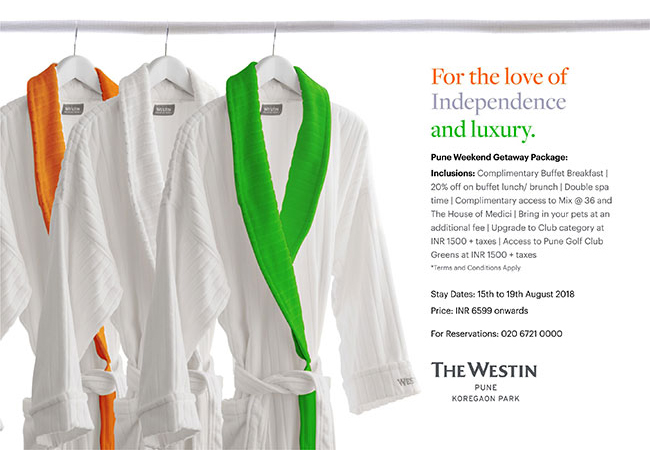 For the love of
Independence
and luxury.
Pune Weekend Getaway Package:
Inclusions: Complimentary Buffet Breakfast |
20% off on buffet lunch/ brunch | Double spa
time | Complimentary access to Mix @ 36 and
The House of Medici | Bring in your pets at an
additional fee | Upgrade to Club category at
INR 1500 + taxes | Access to Pune Golf Club
Greens at INR 1500 + taxes
*Terms and Conditions Apply
Stay Dates: 15th to 19th August 2018
Price: INR 6599 onwards
For Reservations: 020 6721 0000
THE WESTIN
PUNE
KOREGAON PARK
WESTIN
WESTIN
WESTIN
WES